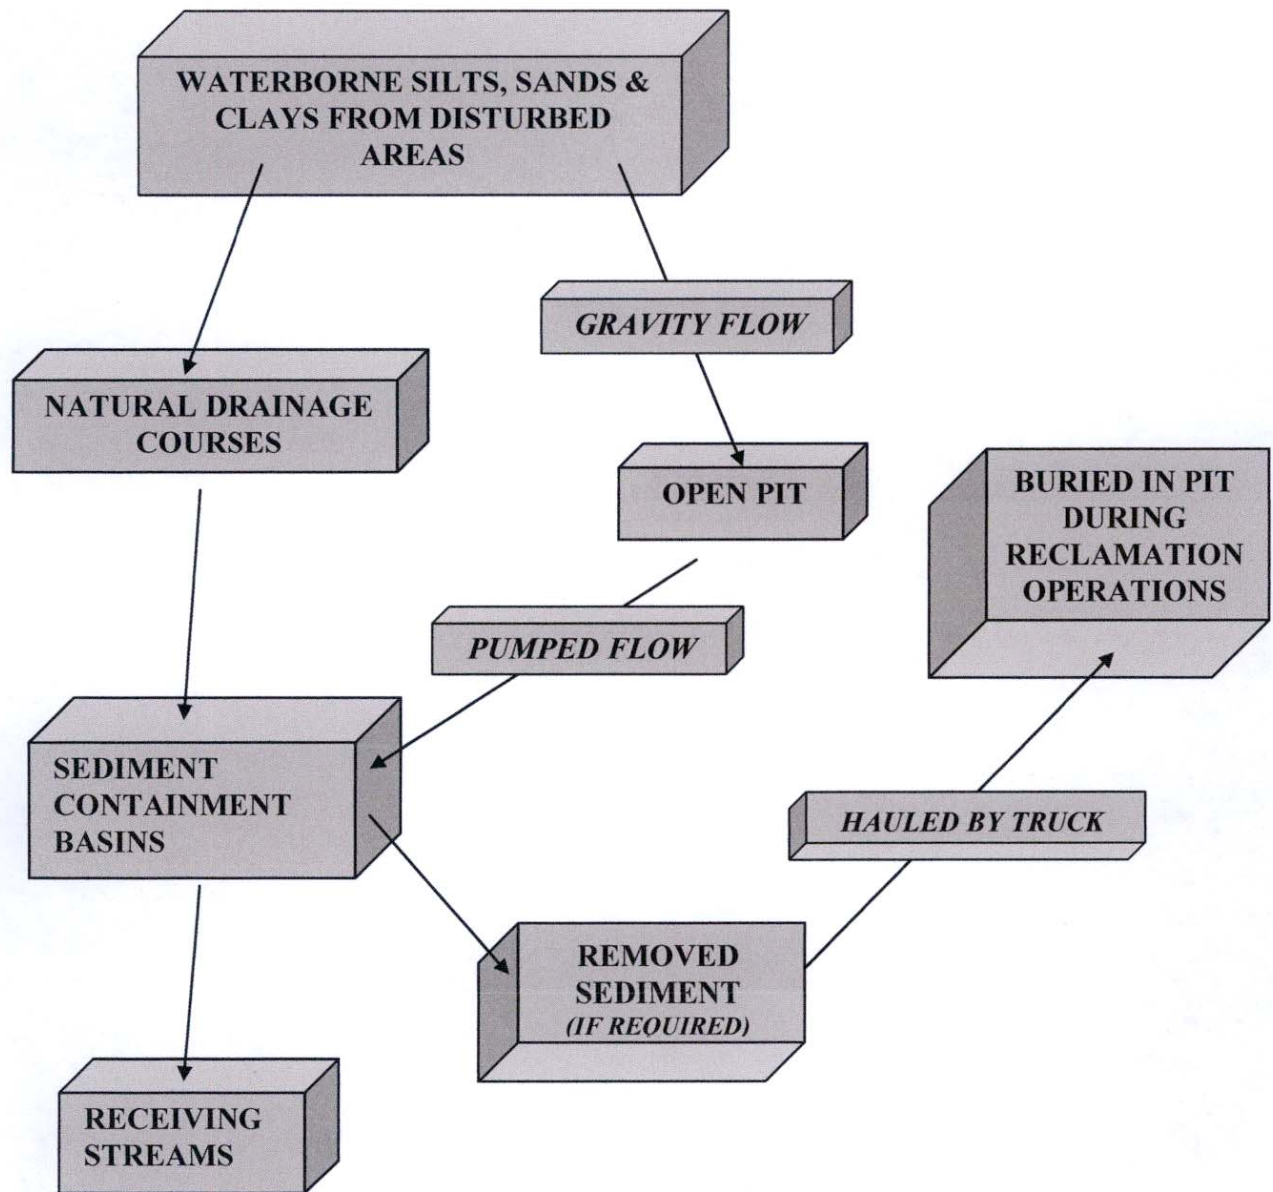 WATERBORNE SILTS, SANDS &
CLAYS FROM DISTURBED
AREAS
GRAVITY FLOW
NATURAL DRAINAGE
COURSES
OPEN PIT
BURIED IN PIT
DURING
RECLAMATION
OPERATIONS
PUMPED FLOW
SEDIMENT
CONTAINMENT
BASINS
HAULED BY TRUCK
REMOVED
SEDIMENT
(IF REQUIRED)
RECEIVING
STREAMS